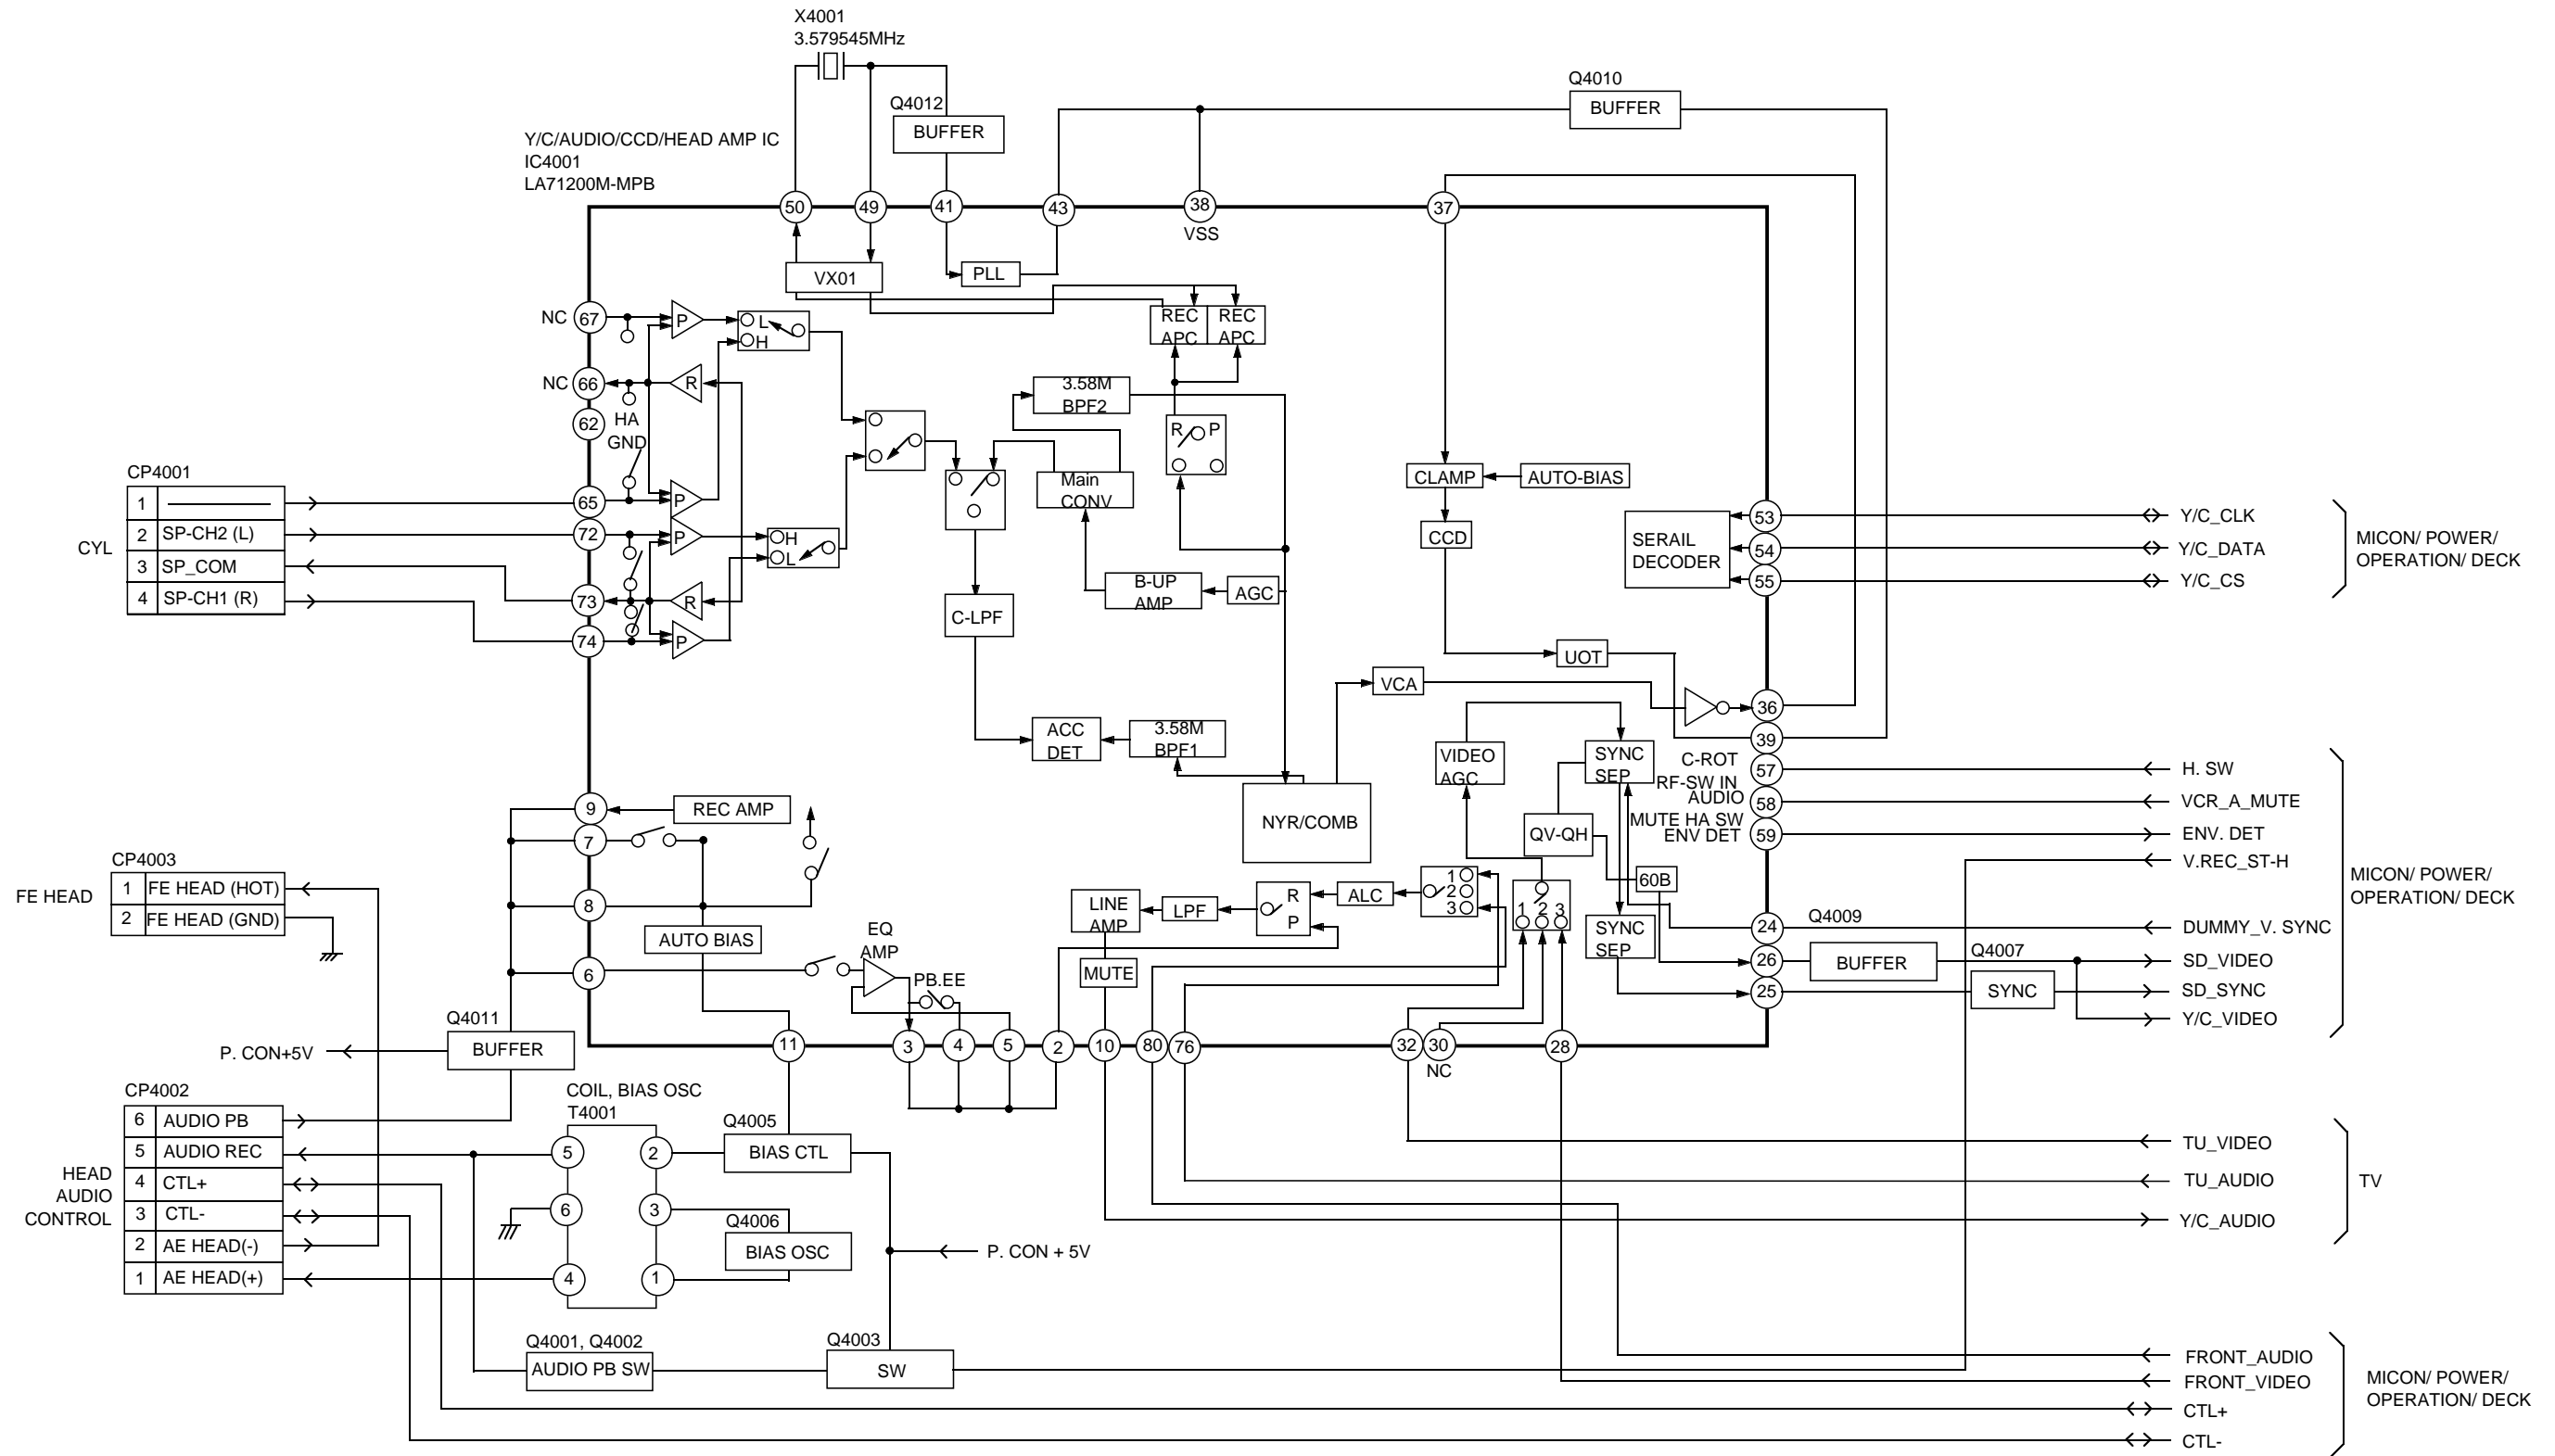 X4001
3.579545MHz
Q4012
BUFFER
Q4010
BUFFER
Y/C/AUDIO/CCD/HEAD AMP IC
IC4001
LA71200M-MPB
50
49
41
43
38
37
VSS
VX01
PLL
REC APC
REC APC
NC
67
P
L
H
NC
66
R
62
HA
GND
3.58M
BPF2
R
P
Main
CONV
CLAMP
AUTO-BIAS
CCD
CP4001
1
2
SP-CH2 (L)
3
SP_COM
4
SP-CH1 (R)
CYL
65
P
72
P
H
L
73
R
74
P
C-LPF
B-UP
AMP
AGC
SERAIL
DECODER
53
54
55
Y/C_CLK
Y/C_DATA
Y/C_CS
MICON/ POWER/
OPERATION/ DECK
UOT
VCA
36
39
ACC
DET
3.58M
BPF1
VIDEO
AGC
SYNC
SEP
C-ROT
RF-SW IN
AUDIO
MUTE HA SW
ENV DET
57
58
59
H. SW
VCR_A_MUTE
ENV. DET
V.REC_ST-H
NYR/COMB
QV-QH
60B
9
REC AMP
7
8
AUTO BIAS
6
EQ
AMP
PB.EE
CP4003
FE HEAD
1
FE HEAD (HOT)
2
FE HEAD (GND)
LINE
AMP
LPF
R
P
ALC
1
2
3
1
2
3
MUTE
SYNC
SEP
24
26
25
Q4009
BUFFER
Q4007
SYNC
DUMMY_V. SYNC
SD_VIDEO
SD_SYNC
Y/C_VIDEO
MICON/ POWER/
OPERATION/ DECK
Q4011
BUFFER
P. CON+5V
11
3
4
5
2
10
80
76
32
30
28
NC
CP4002
6
AUDIO PB
5
AUDIO REC
4
CTL+
3
CTL-
2
AE HEAD(-)
1
AE HEAD(+)
HEAD
AUDIO
CONTROL
COIL, BIAS OSC
T4001
5
2
6
3
4
1
Q4005
BIAS CTL
Q4006
BIAS OSC
P. CON + 5V
TU_VIDEO
TU_AUDIO
Y/C_AUDIO
TV
Q4001, Q4002
AUDIO PB SW
Q4003
SW
FRONT_AUDIO
FRONT_VIDEO
CTL+
CTL-
MICON/ POWER/
OPERATION/ DECK